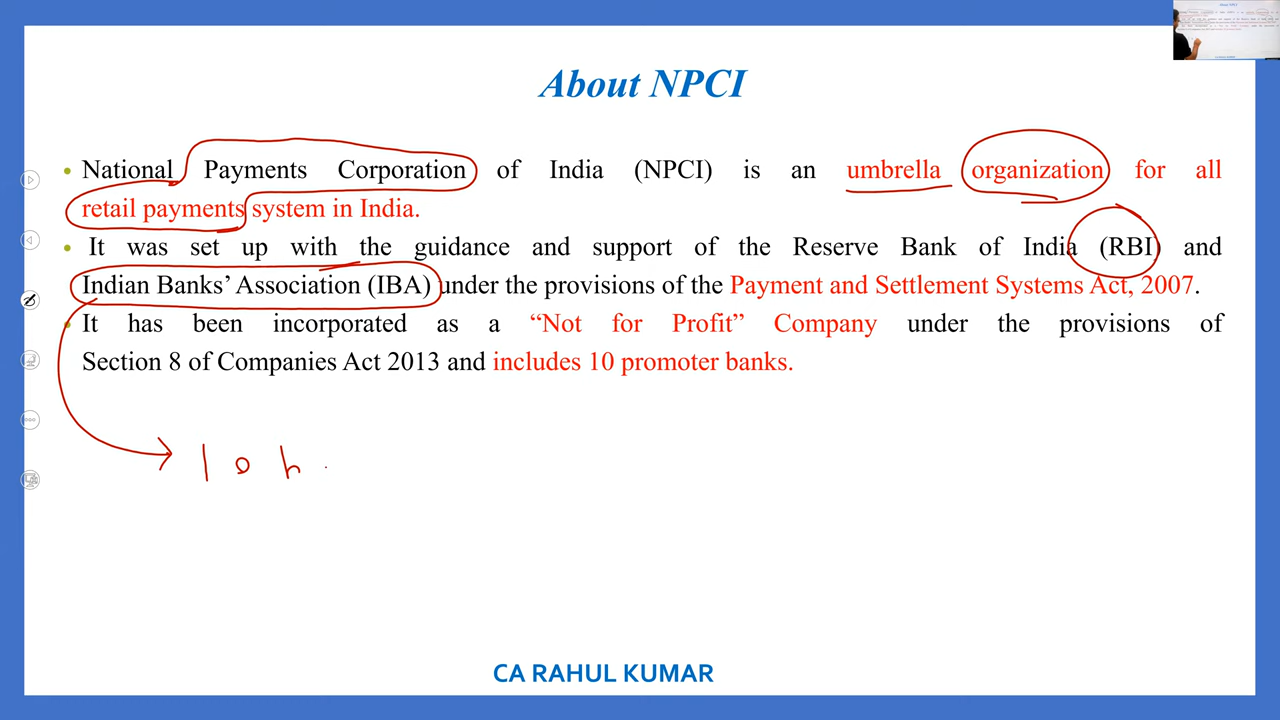 About NPCI
National Payments Corporation of India (NPCI) is an umbrella organization for all
retail payments system in India.
It was set up with the guidance and support of the Reserve Bank of India (RBI) and
Indian Banks’ Association (IBA) under the provisions of the Payment and Settlement Systems Act, 2007.
It has been incorporated as a “Not for Profit” Company under the provisions of
Section 8 of Companies Act 2013 and includes 10 promoter banks.
10 h
CA RAHUL KUMAR